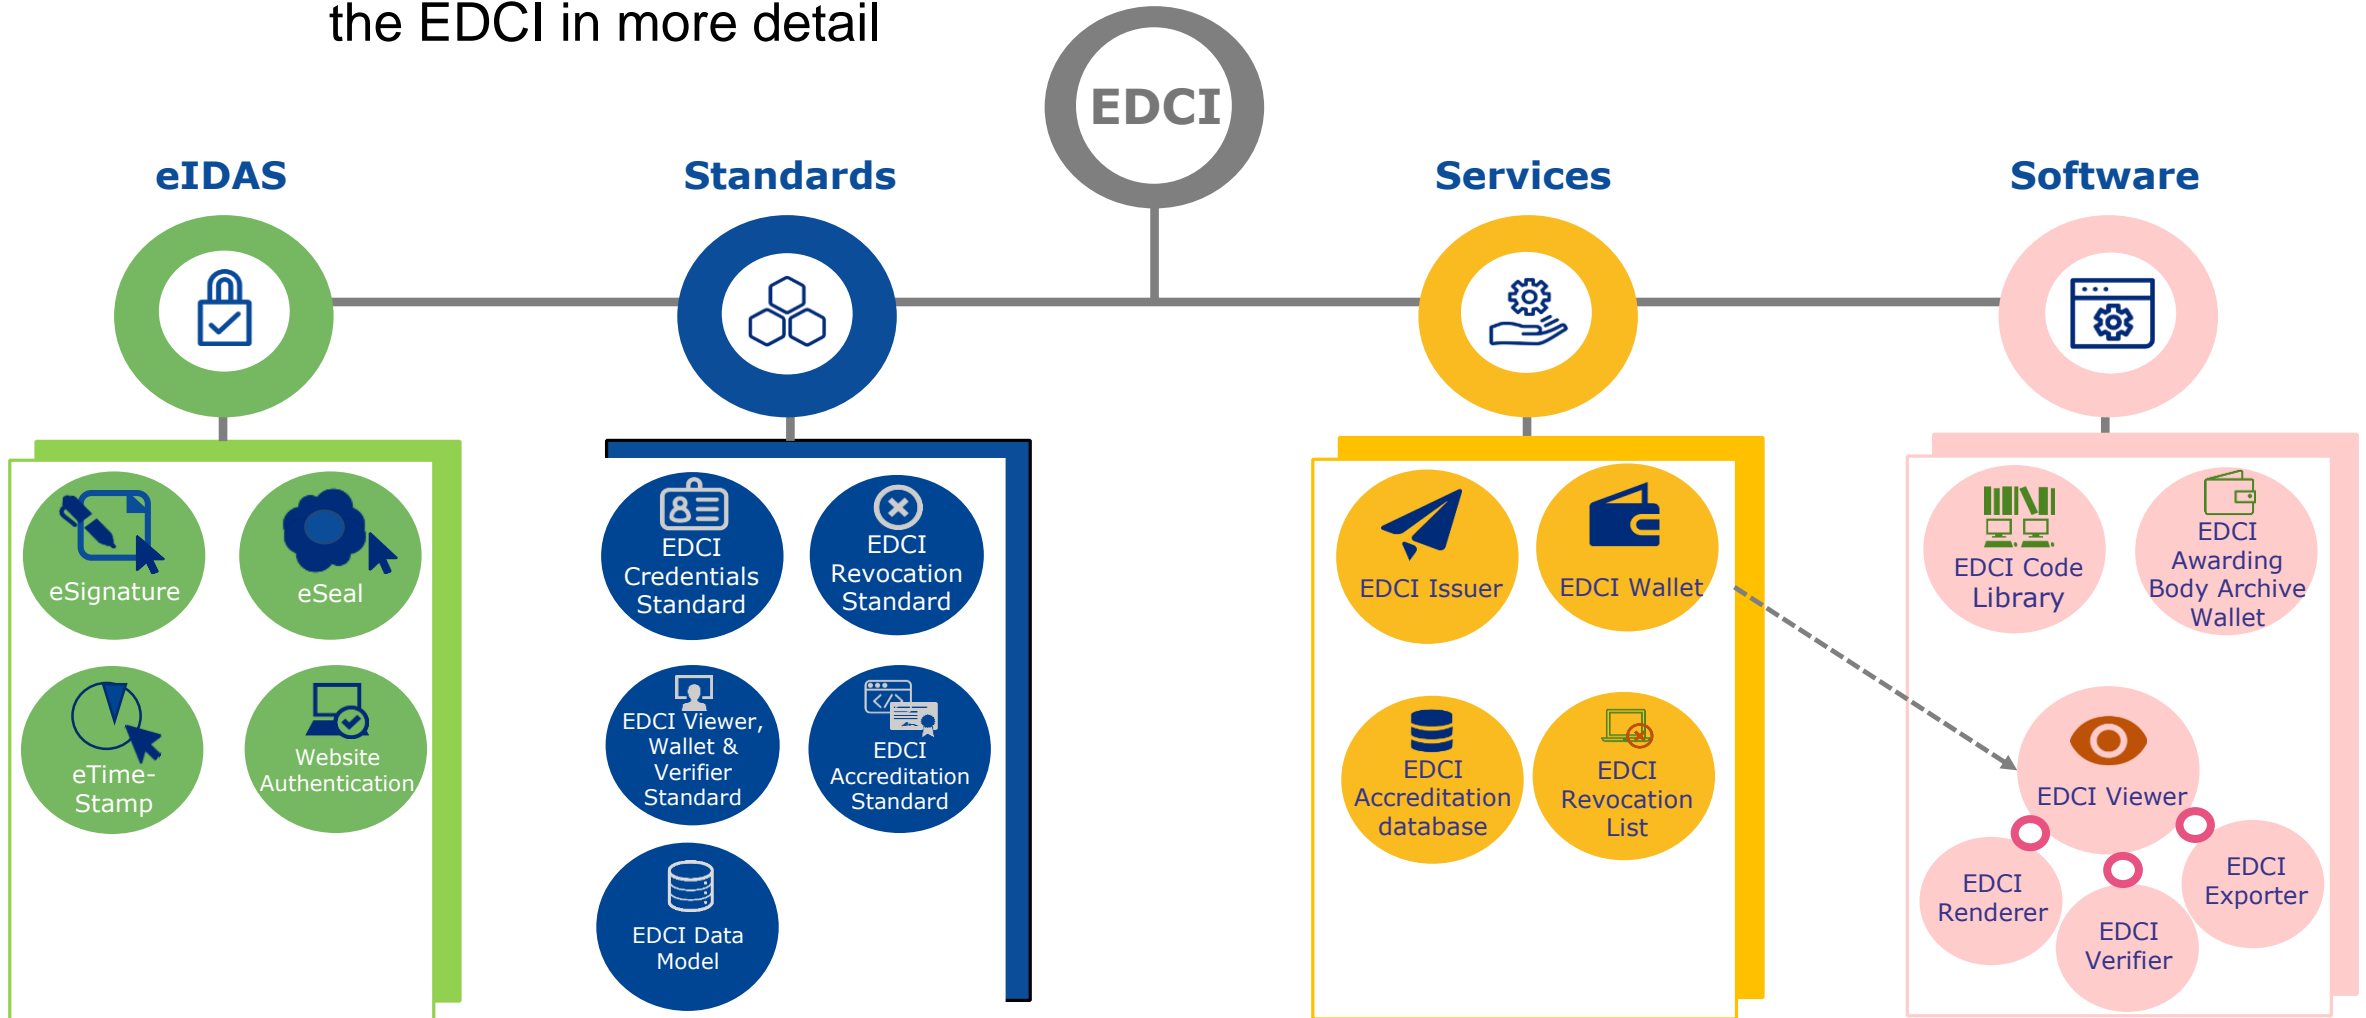 the EDCI in more detail
EDCI
eIDAS
Standards
Services
Software
eSignature
eSeal
eTime-
Stamp
Website
Authentication
EDCI
Credentials
Standard
EDCI
Revocation
Standard
EDCI Viewer,
Wallet &
Verifier
Standard
EDCI
Accreditation
Standard
EDCI Data
Model
EDCI Issuer
EDCI Wallet
EDCI
Accreditation
database
EDCI
Revocation
List
EDCI Code
Library
EDCI
Awarding
Body Archive
Wallet
EDCI Viewer
EDCI
Renderer
EDCI
Verifier
EDCI
Exporter